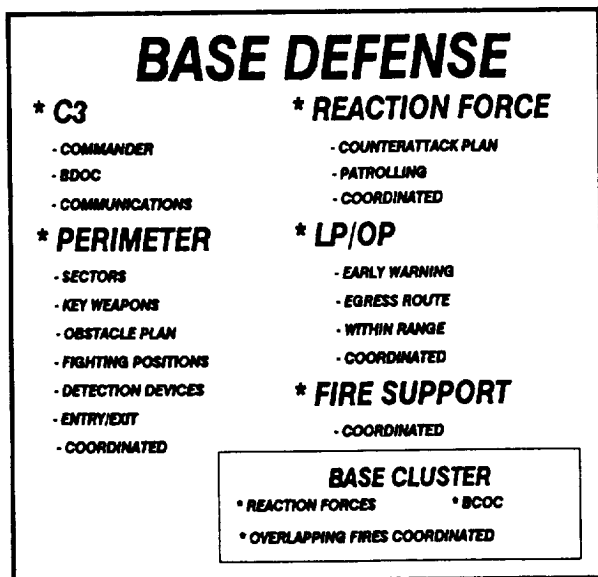 BASE DEFENSE
* C3
- COMMANDER
- BDOC
- COMMUNICATIONS
* PERIMETER
- SECTORS
- KEY WEAPONS
- OBSTACLE PLAN
- FIGHTING POSITIONS
- DETECTION DEVICES
- ENTRY/EXIT
- COORDINATED
* REACTION FORCE
- COUNTERATTACK PLAN
- PATROLLING
- COORDINATED
* LP/OP
- EARLY WARNING
- EGRESS ROUTE
- WITHIN RANGE
- COORDINATED
* FIRE SUPPORT
- COORDINATED
BASE CLUSTER
* REACTION FORCES * BCOC
* OVERLAPPING FIRES COORDINATED